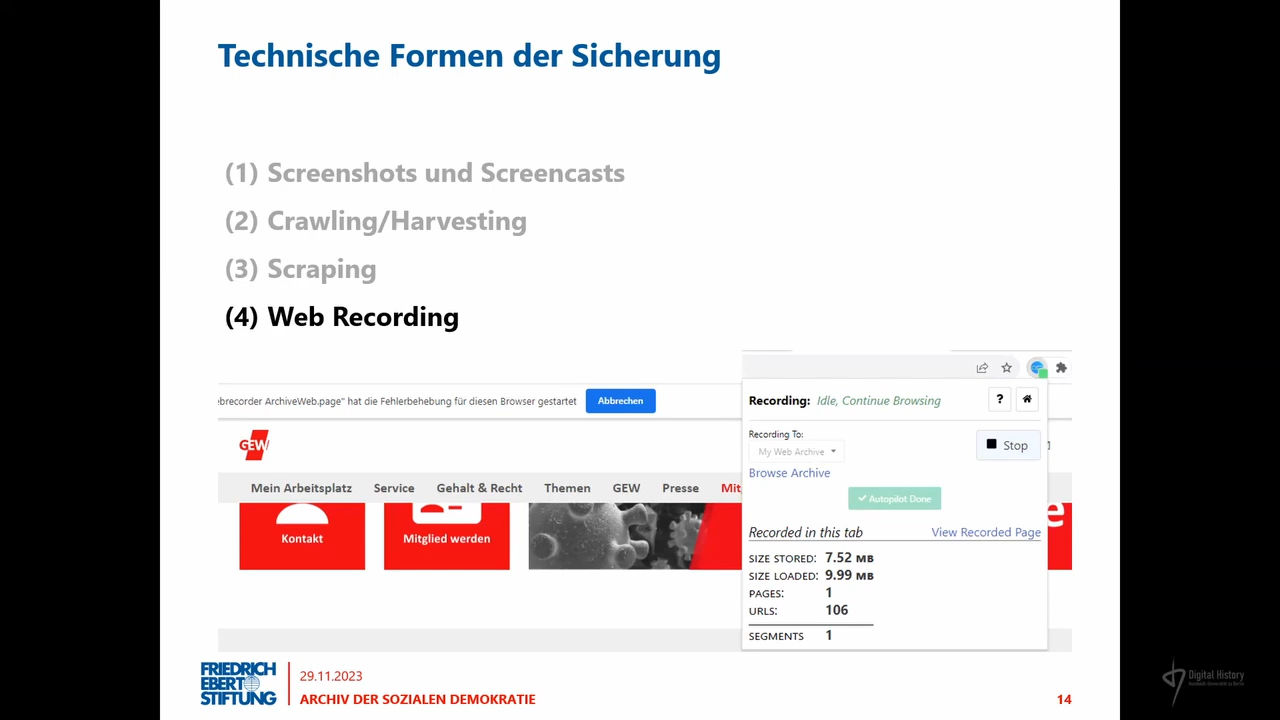 Technische Formen der Sicherung
(1) Screenshots und Screencasts
(2) Crawling/Harvesting
(3) Scraping
(4) Web Recording
ebrecorder ArchiveWeb.page" hat die Fehlerbehebung für diesen Browser gestartet
Abbrechen
GEW
Mein Arbeitsplatz Service Gehalt & Recht Themen GEW Presse Mit
Kontakt
Mitglied werden
e
Recording: Idle, Continue Browsing
?
Recording To:
My Web Archive
Stop
Browse Archive
Autopilot Done
Recorded in this tab
View Recorded Page
SIZE STORED: 7.52 MB
SIZE LOADED: 9.99 MB
PAGES: 1
URLS: 106
SEGMENTS 1
FRIEDRICH
EBERT
STIFTUNG
29.11.2023
ARCHIV DER SOZIALEN DEMOKRATIE
14
Digital History